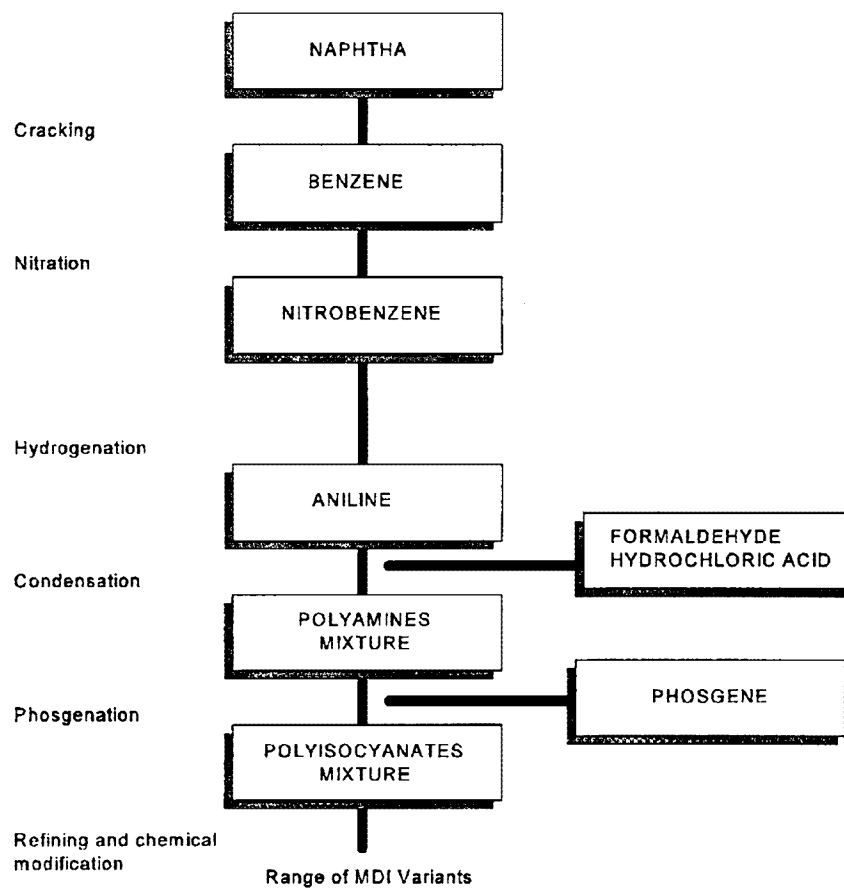 NAPHTHA
Cracking
BENZENE
Nitration
NITROBENZENE
Hydrogenation
ANILINE
FORMALDEHYDE
HYDROCHLORIC ACID
Condensation
POLYAMINES
MIXTURE
PHOSGENE
Phosgenation
POLYISOCYANATES
MIXTURE
Refining and chemical
modification
Range of MDI Variants